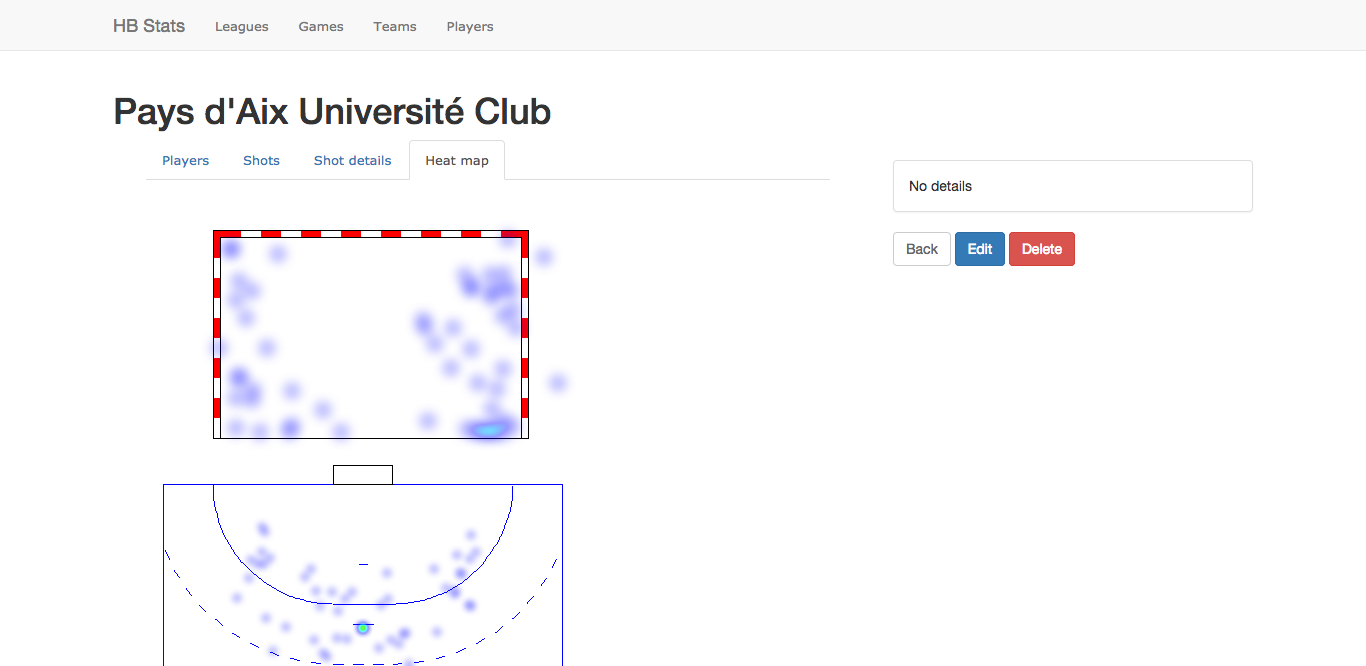 HB Stats Leagues Games Teams Players
Pays d'Aix Université Club
Players Shots Shot details Heat map
No details
Back Edit Delete